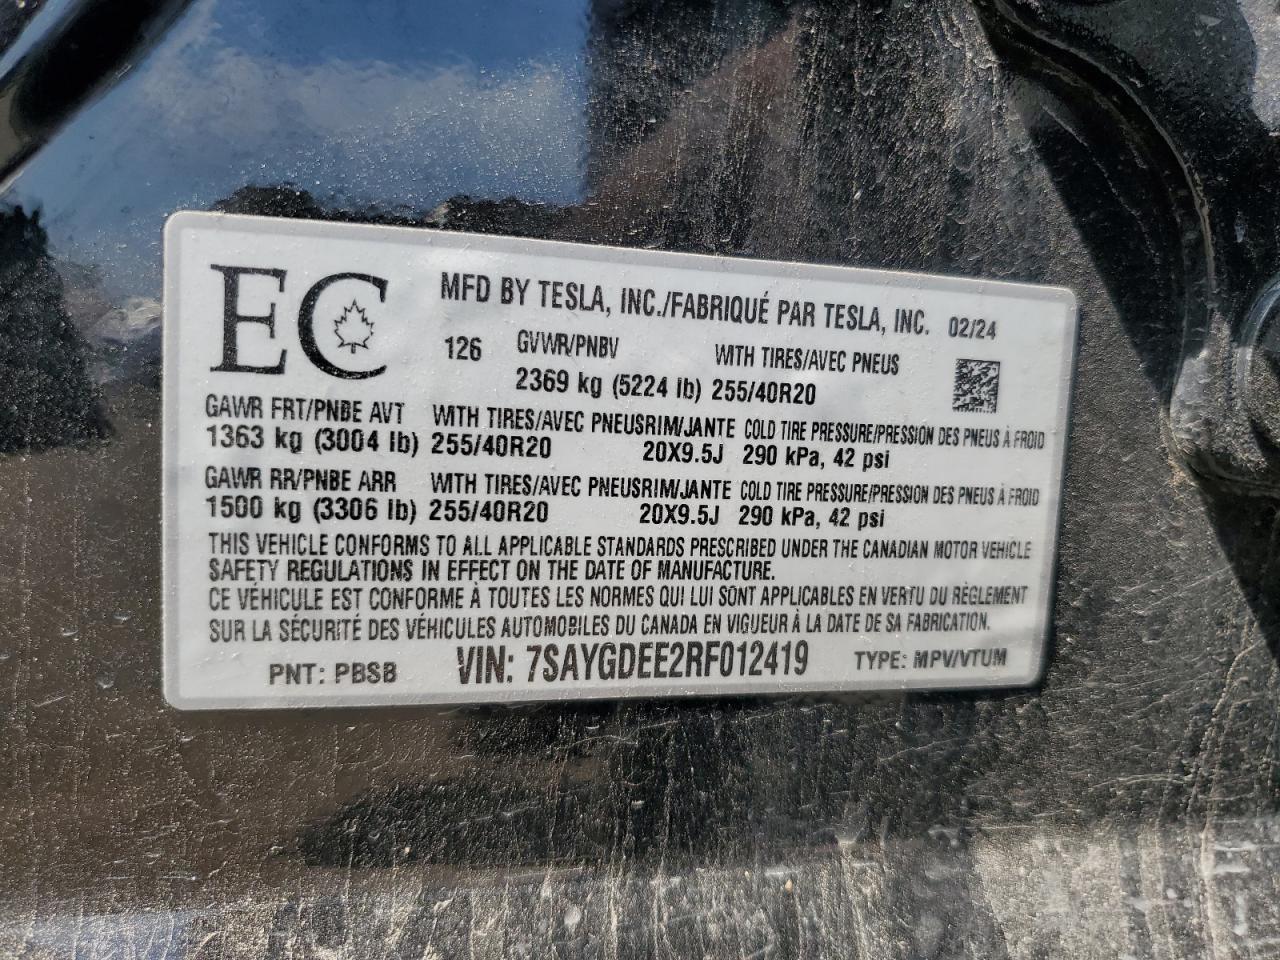 EC
MFD BY TESLA, INC./FABRIQUÉ PAR TESLA, INC. 02/24
126 GVWR/PNBV WITH TIRES/AVEC PNEUS
2369 kg (5224 lb) 255/40R20
GAWR FRT/PNBE AVT WITH TIRES/AVEC PNEUS RIM/JANTE COLD TIRE PRESSURE/PRESSION DES PNEUS À FROID
1363 kg (3004 lb) 255/40R20 20X9.5J 290 kPa, 42 psi
GAWR RR/PNBE ARR WITH TIRES/AVEC PNEUS RIM/JANTE COLD TIRE PRESSURE/PRESSION DES PNEUS À FROID
1500 kg (3306 lb) 255/40R20 20X9.5J 290 kPa, 42 psi
THIS VEHICLE CONFORMS TO ALL APPLICABLE STANDARDS PRESCRIBED UNDER THE CANADIAN MOTOR VEHICLE
SAFETY REGULATIONS IN EFFECT ON THE DATE OF MANUFACTURE.
CE VÉHICULE EST CONFORME À TOUTES LES NORMES QUI LUI SONT APPLICABLES EN VERTU DU RÈGLEMENT
SUR LA SÉCURITÉ DES VÉHICULES AUTOMOBILES DU CANADA EN VIGUEUR À LA DATE DE SA FABRICATION.
PNT: PBSB VIN: 7SAYGDEE2RF012419 TYPE: MPV/VTUM